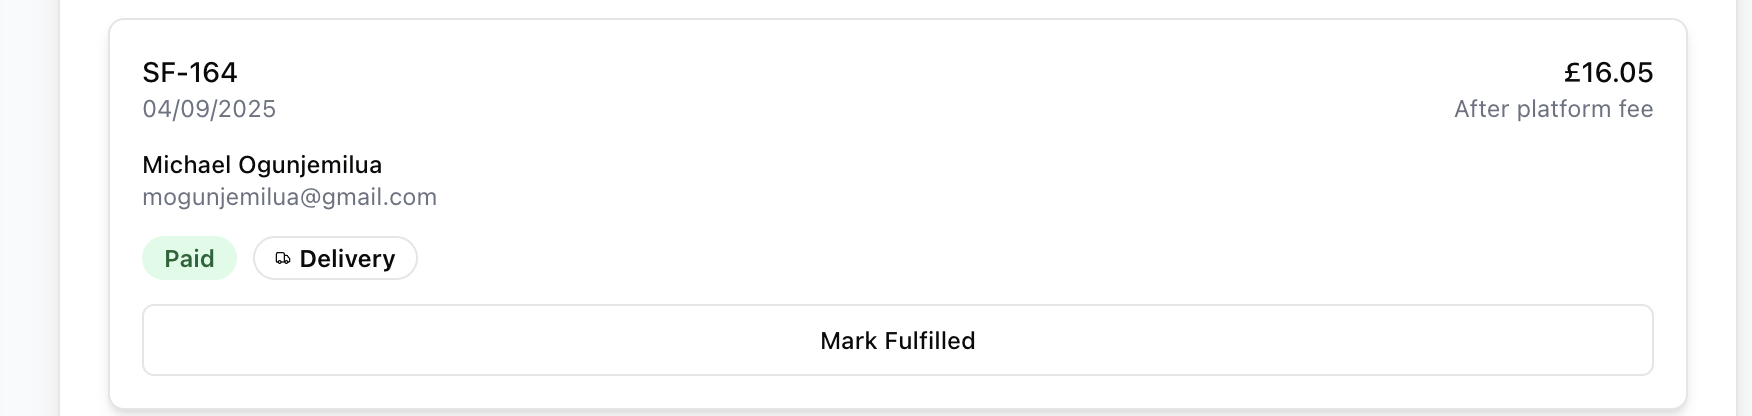 SF-164
£16.05
04/09/2025
After platform fee
Michael Ogunjemilua
mogunjemilua@gmail.com
Paid
Delivery
Mark Fulfilled